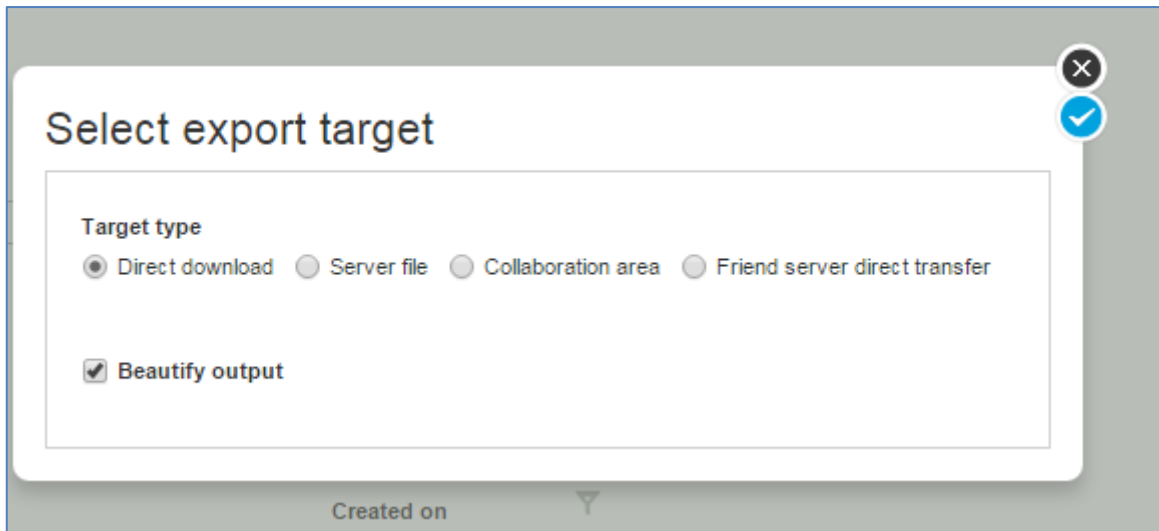 Select export target
Target type
Direct download Server file Collaboration area Friend server direct transfer
Beautify output
Created on